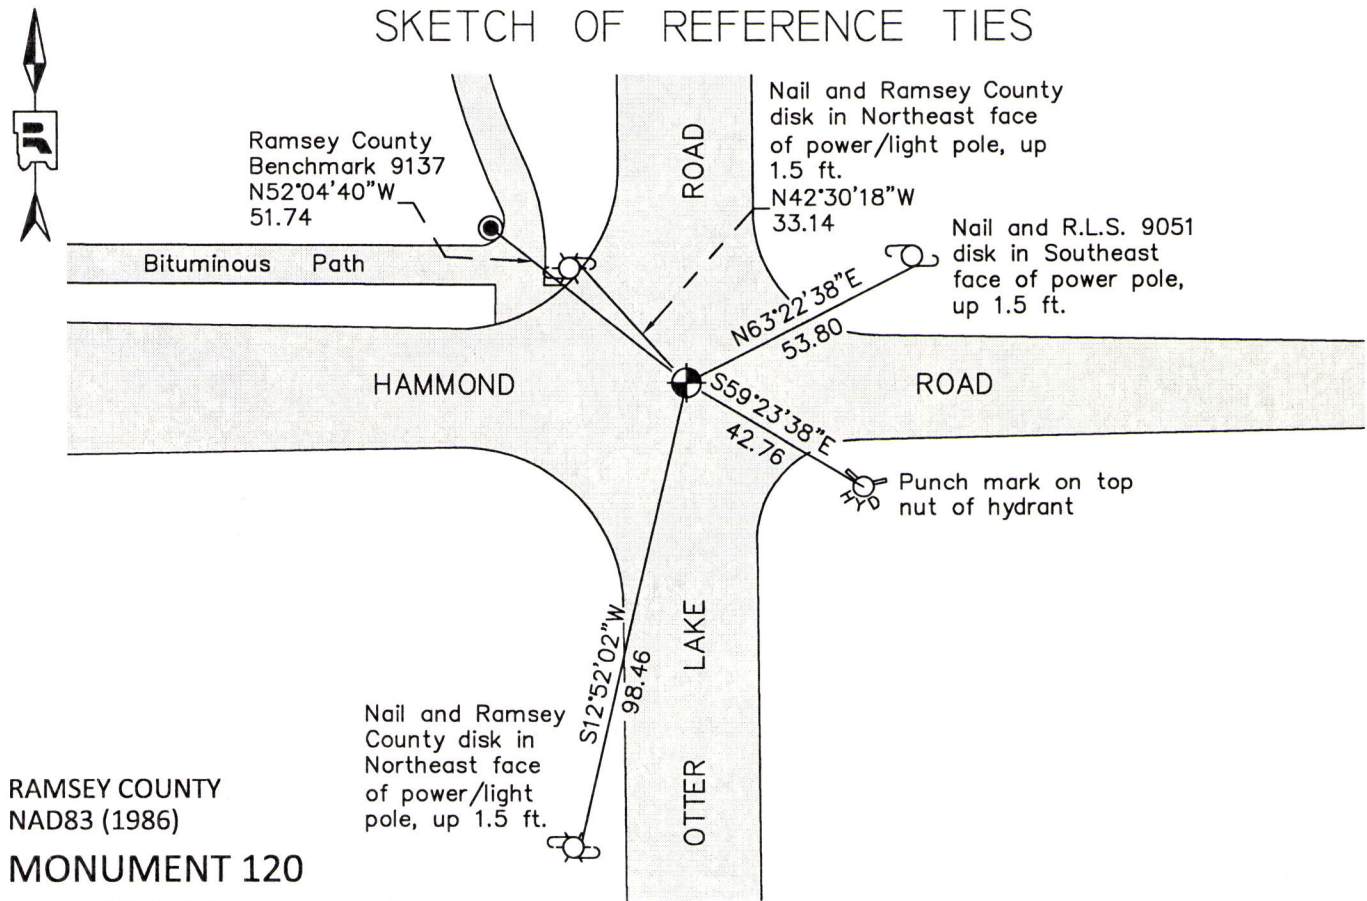 SKETCH OF REFERENCE TIES
Nail and Ramsey County
disk in Northeast face
of power/light pole, up
1.5 ft.
N42°30'18"W
33.14
Ramsey County
Benchmark 9137
N52°04'40"W
51.74
ROAD
Nail and R.L.S. 9051
disk in Southeast
face of power pole,
up 1.5 ft.
Bituminous Path
N63°22'38"E
53.80
HAMMOND ROAD
S59°23'38"E
42.76
HYD
Punch mark on top
nut of hydrant
S12°52'02"W
98.46
OTTER LAKE
Nail and Ramsey
County disk in
Northeast face
of power/light
pole, up 1.5 ft.
RAMSEY COUNTY
NAD83 (1986)
MONUMENT 120